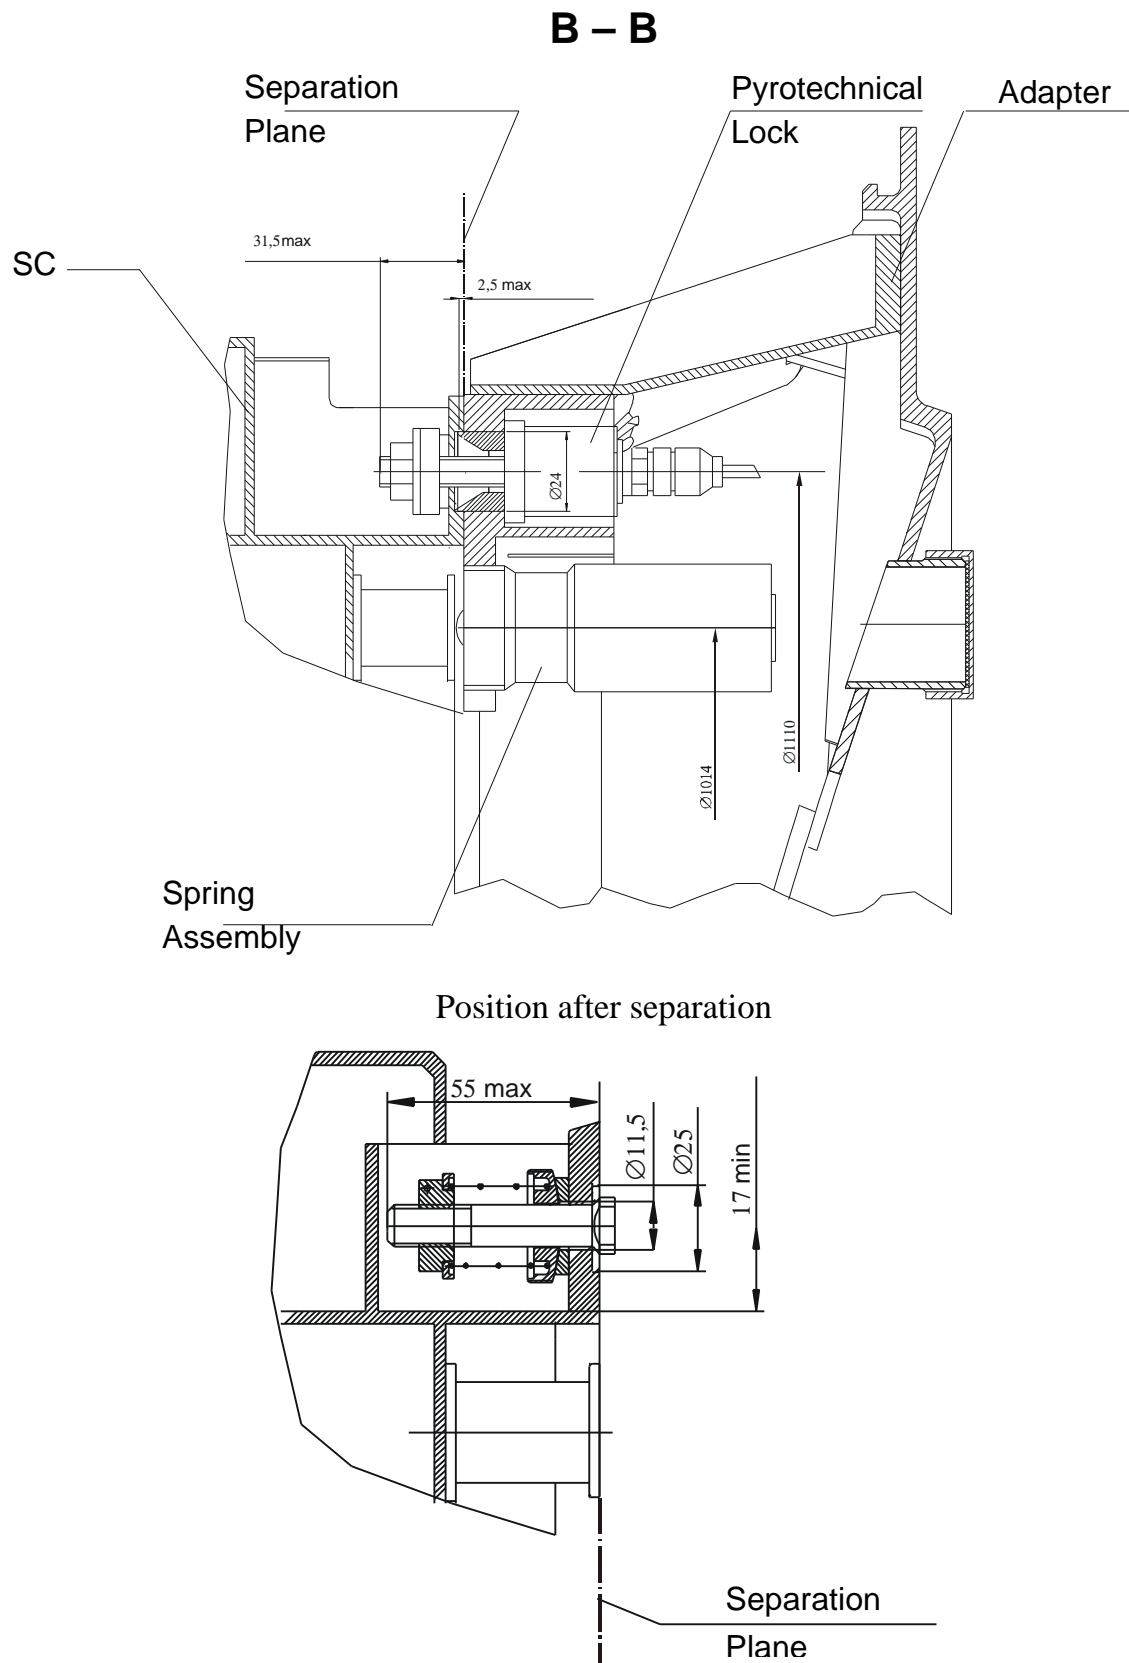 B – B
Separation
Plane
Pyrotechnical
Lock
Adapter
31,5max
SC
2,5 max
Ø24
Ø1110
Ø1014
Spring
Assembly
Position after separation
55 max
Ø11,5
Ø25
17 min
Separation
Plane